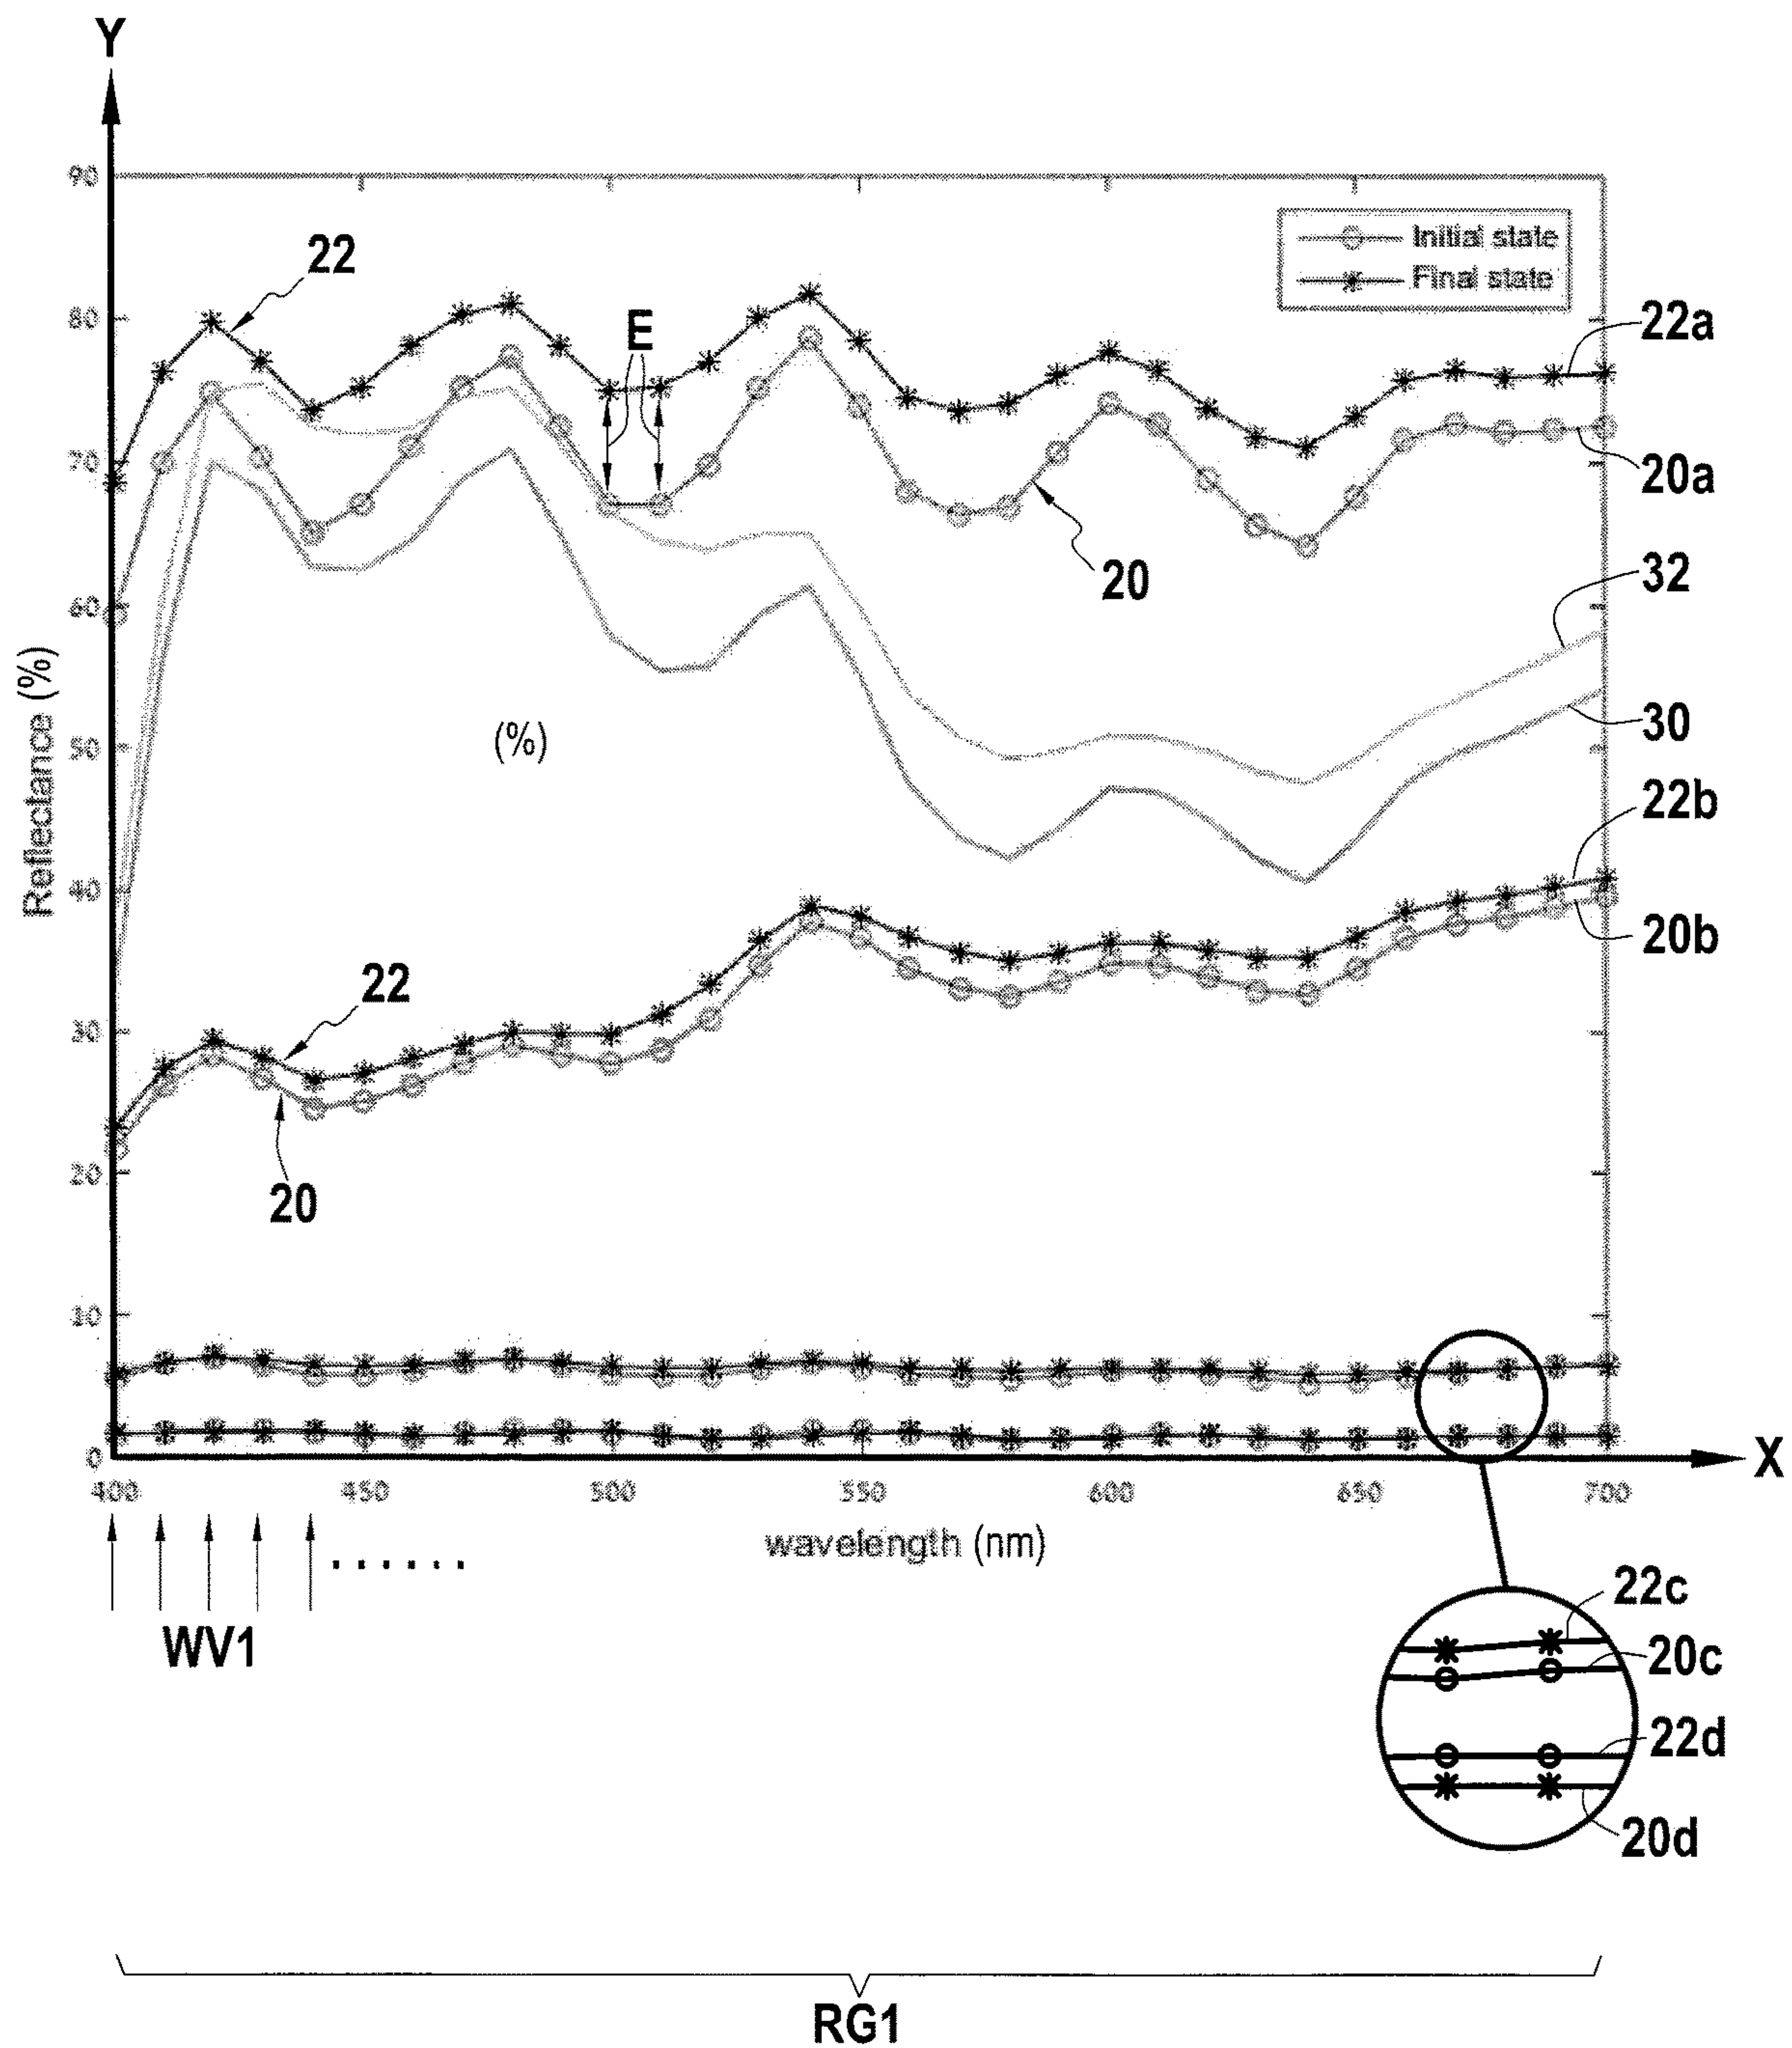 Y
90
Initial state
Final state
22
80
E
22a
70
20a
20
32
60
Reflectance (%)
(%)
50
30
22b
40
20b
22
30
20
20
10
0
X
400 450 500 550 600 650 700
wavelength (nm)
WV1
22c
20c
22d
20d
RG1